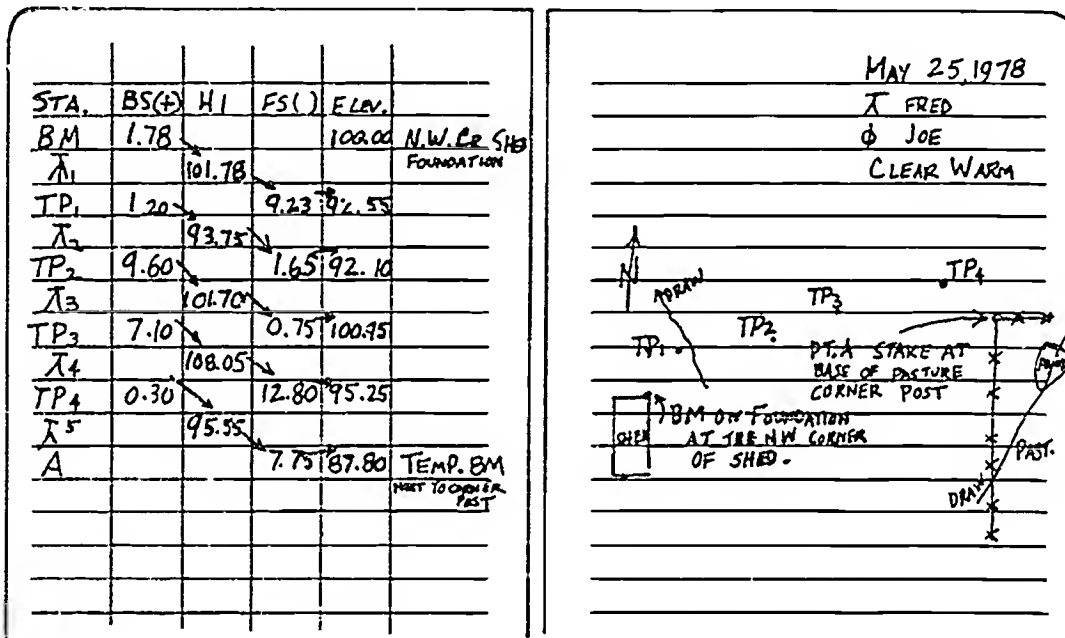 STA. BS(+) HI FS() ELEV.
BM 1.78 100.00 N.W. CR SHED
FOUNDATION
⊼1 101.78
TP1 1.20 9.23 92.55
⊼2 93.75
TP2 9.60 1.65 92.10
⊼3 101.70
TP3 7.10 0.75 100.95
⊼4 108.05
TP4 0.30 12.80 95.25
⊼5 95.55
A 7.75 87.80 TEMP. BM
NEXT TO CORNER
POST
MAY 25, 1978
⊼ FRED
ϕ JOE
CLEAR WARM
N
DRAW
TP4
TP3
TP2
TP1
PT. A STAKE AT
BASE OF PASTURE
CORNER POST
BM ON FOUNDATION
AT THE NW CORNER
OF SHED.
SHED
PAST.
DRAW